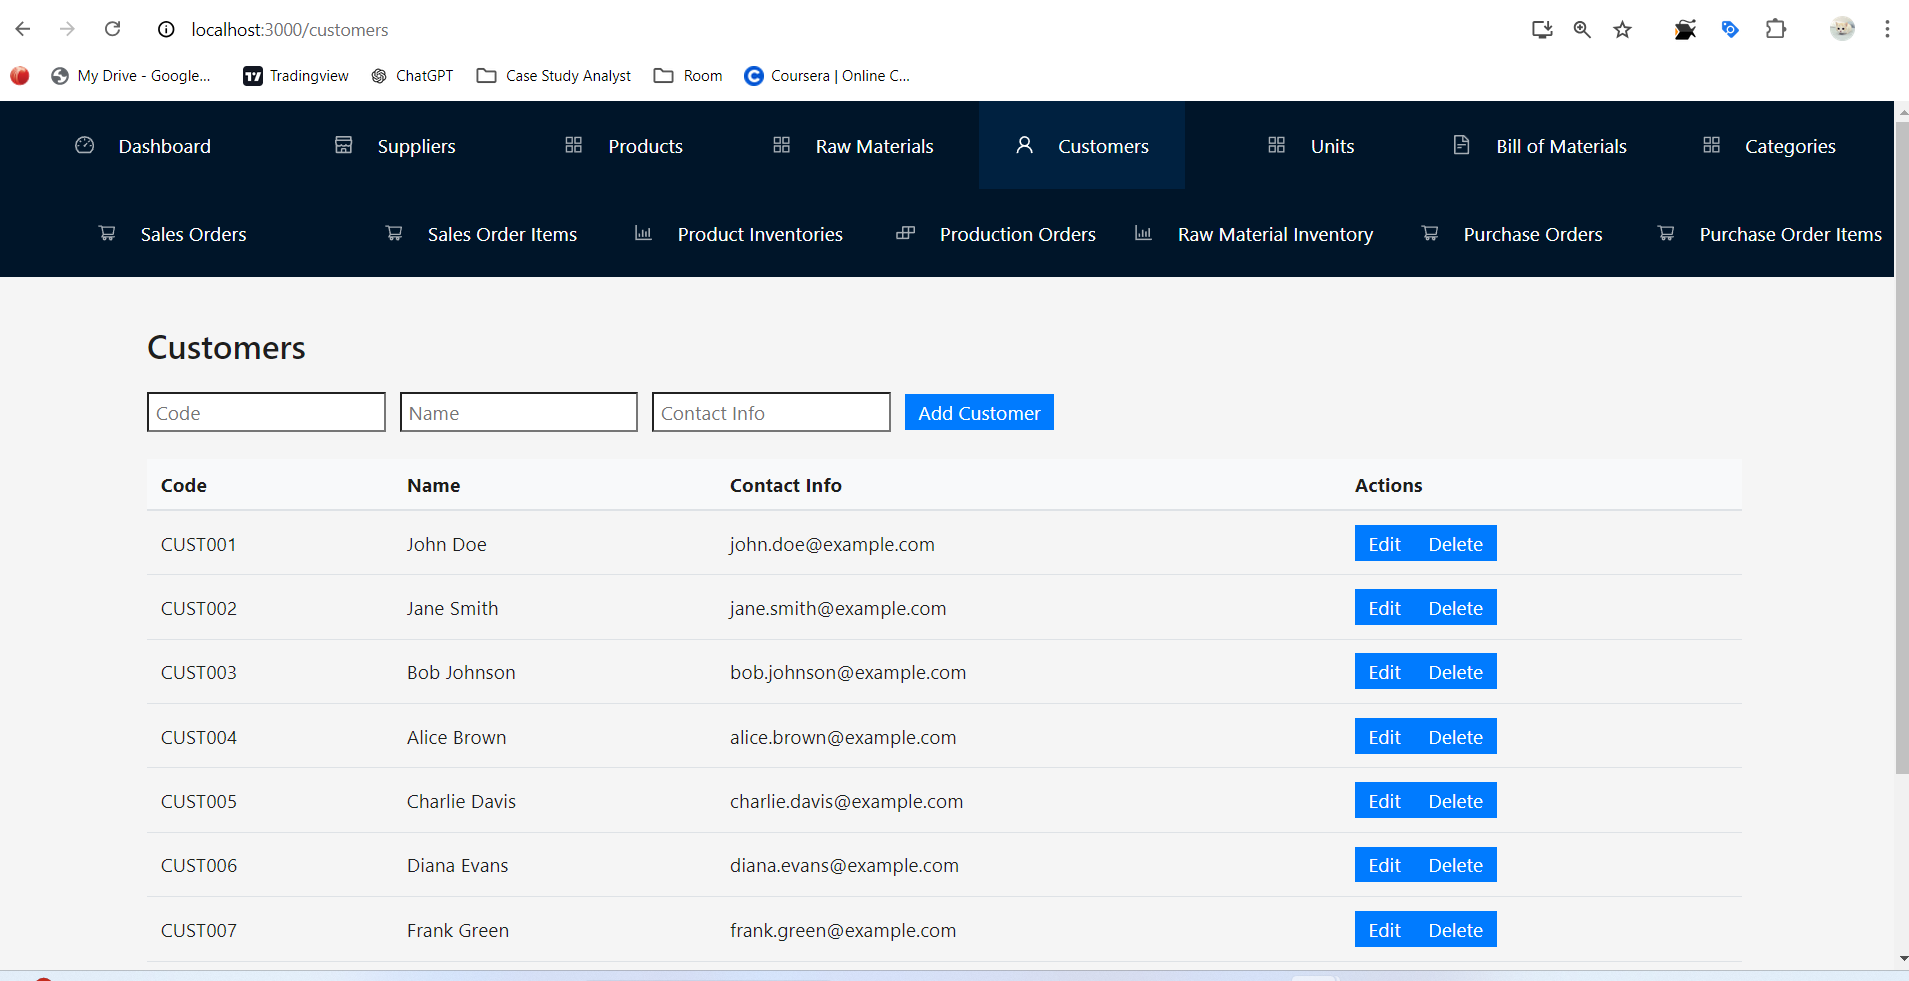 localhost:3000/customers
My Drive - Google... Tradingview ChatGPT Case Study Analyst Room Coursera | Online C...
Dashboard Suppliers Products Raw Materials Customers Units Bill of Materials Categories
Sales Orders Sales Order Items Product Inventories Production Orders Raw Material Inventory Purchase Orders Purchase Order Items
Customers
Code Name Contact Info Add Customer
Code Name Contact Info Actions
CUST001 John Doe john.doe@example.com Edit Delete
CUST002 Jane Smith jane.smith@example.com Edit Delete
CUST003 Bob Johnson bob.johnson@example.com Edit Delete
CUST004 Alice Brown alice.brown@example.com Edit Delete
CUST005 Charlie Davis charlie.davis@example.com Edit Delete
CUST006 Diana Evans diana.evans@example.com Edit Delete
CUST007 Frank Green frank.green@example.com Edit Delete